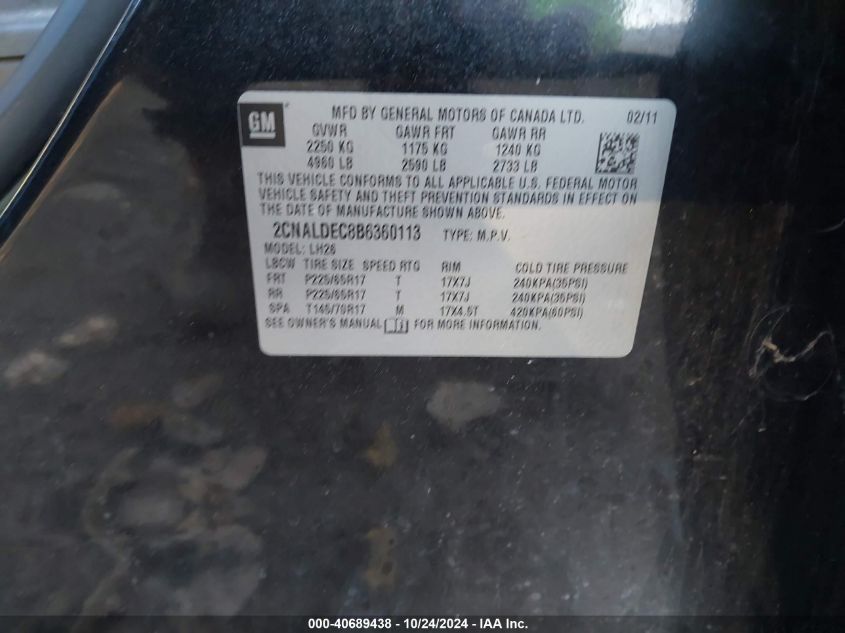 GM MFD BY GENERAL MOTORS OF CANADA LTD. 02/11
GVWR GAWR FRT GAWR RR
2250 KG 1175 KG 1240 KG
4960 LB 2590 LB 2733 LB
THIS VEHICLE CONFORMS TO ALL APPLICABLE U.S. FEDERAL MOTOR
VEHICLE SAFETY AND THEFT PREVENTION STANDARDS IN EFFECT ON
THE DATE OF MANUFACTURE SHOWN ABOVE.
2CNALDEC8B6360113 TYPE: M.P.V.
MODEL: LH26
LBCW TIRE SIZE SPEED RTG RIM COLD TIRE PRESSURE
FRT P225/65R17 T 17X7J 240KPA(35PSI)
RR P225/65R17 T 17X7J 240KPA(35PSI)
SPA T145/70R17 M 17X4.5T 420KPA(60PSI)
SEE OWNER'S MANUAL FOR MORE INFORMATION.
000-40689438 - 10/24/2024 - IAA Inc.